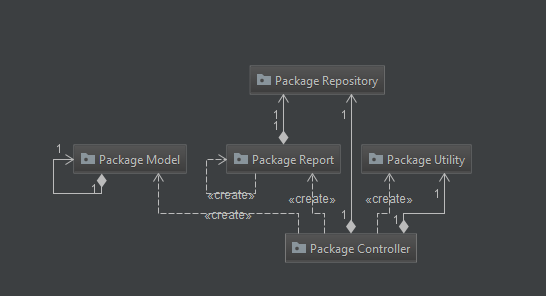 Package Repository
1
1
1
1
Package Model
Package Report
Package Utility
1
1
«create»
«create»
«create»
«create»
1
1
Package Controller